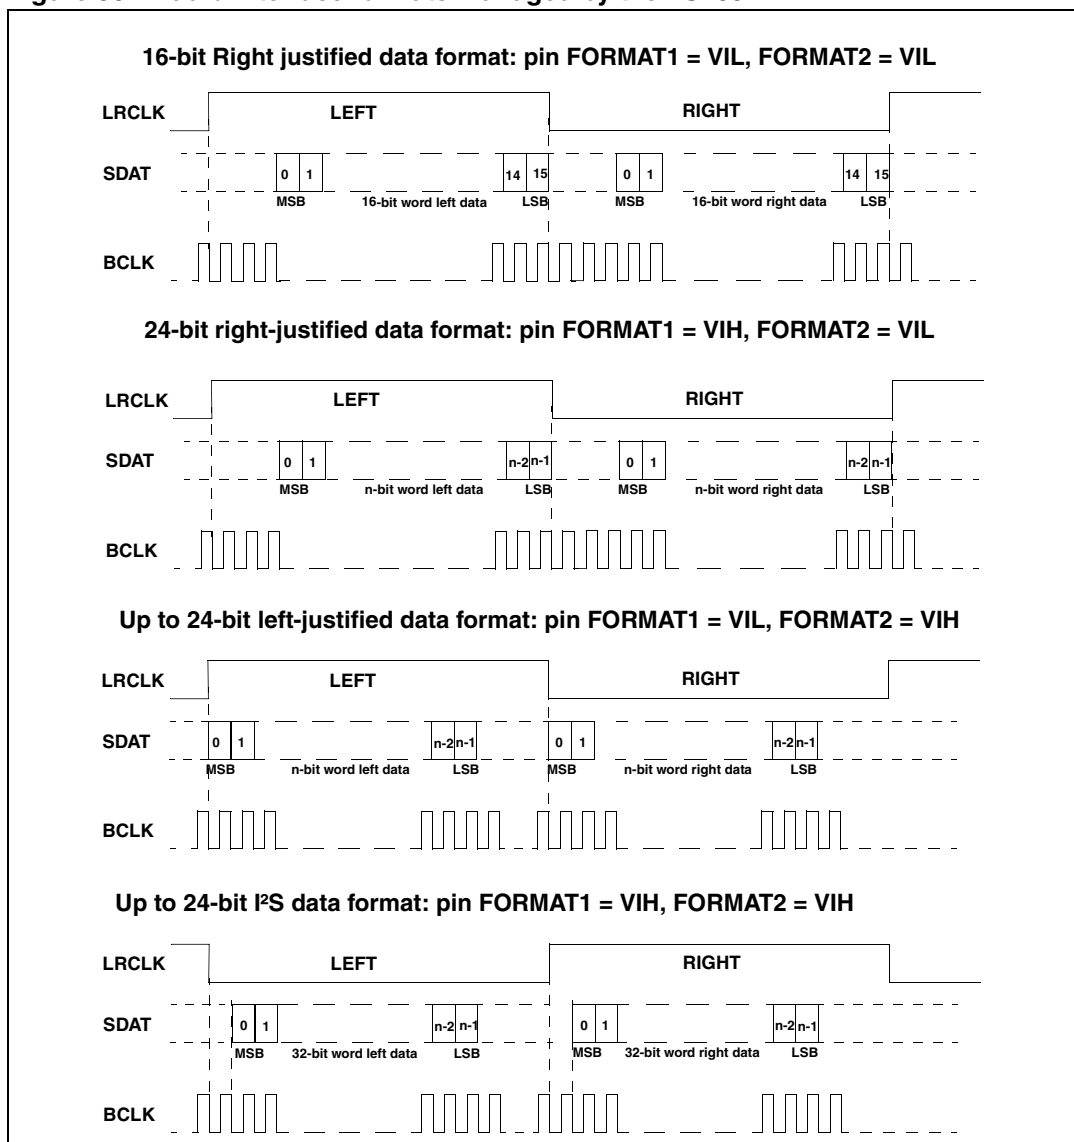 16-bit Right justified data format: pin FORMAT1 = VIL, FORMAT2 = VIL
LRCLK LEFT RIGHT
SDAT 0 1 14 15 0 1 14 15
MSB 16-bit word left data LSB MSB 16-bit word right data LSB
BCLK
24-bit right-justified data format: pin FORMAT1 = VIH, FORMAT2 = VIL
LRCLK LEFT RIGHT
SDAT 0 1 n-2 n-1 0 1 n-2 n-1
MSB n-bit word left data LSB MSB n-bit word right data LSB
BCLK
Up to 24-bit left-justified data format: pin FORMAT1 = VIL, FORMAT2 = VIH
LRCLK LEFT RIGHT
SDAT 0 1 n-2 n-1 0 1 n-2 n-1
MSB n-bit word left data LSB MSB n-bit word right data LSB
BCLK
Up to 24-bit I²S data format: pin FORMAT1 = VIH, FORMAT2 = VIH
LRCLK LEFT RIGHT
SDAT 0 1 n-2 n-1 0 1 n-2 n-1
MSB 32-bit word left data LSB MSB 32-bit word right data LSB
BCLK